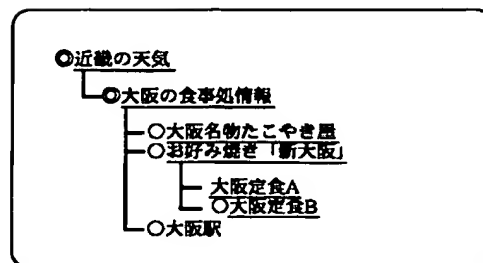 ◎近畿の天気
◎大阪の食事処情報
○大阪名物たこやき屋
○お好み焼き「新大阪」
大阪定食A
○大阪定食B
○大阪駅